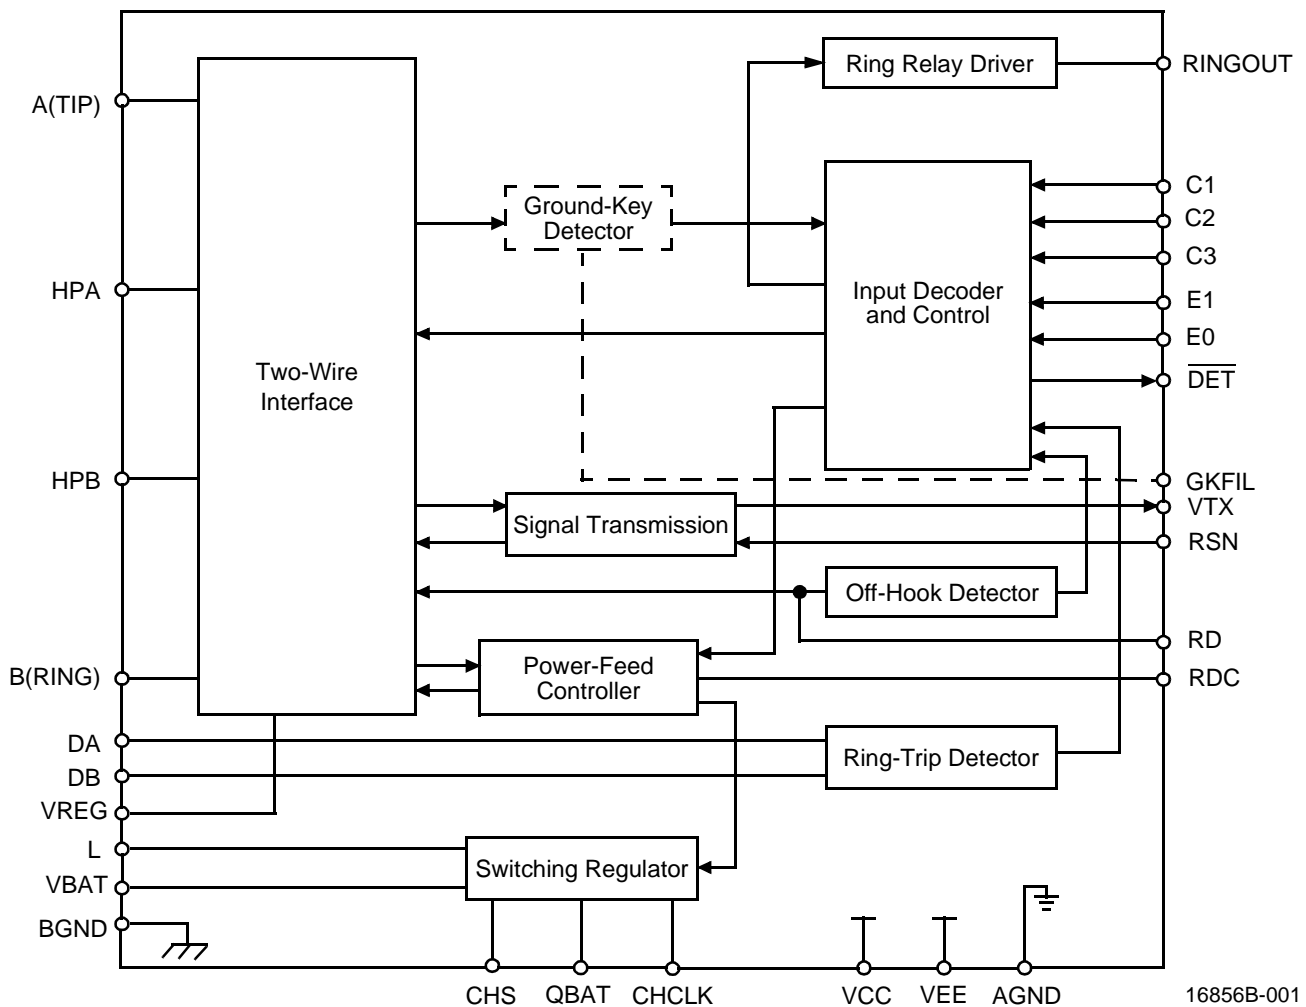 Ring Relay Driver
RINGOUT
A(TIP)
C1
Ground-Key
Detector
C2
C3
HPA
Input Decoder
and Control
E1
E0
Two-Wire
Interface
DET
HPB
GKFIL
VTX
Signal Transmission
RSN
Off-Hook Detector
RD
B(RING)
Power-Feed
Controller
RDC
DA
Ring-Trip Detector
DB
VREG
L
Switching Regulator
VBAT
BGND
CHS
QBAT
CHCLK
VCC
VEE
AGND
16856B-001